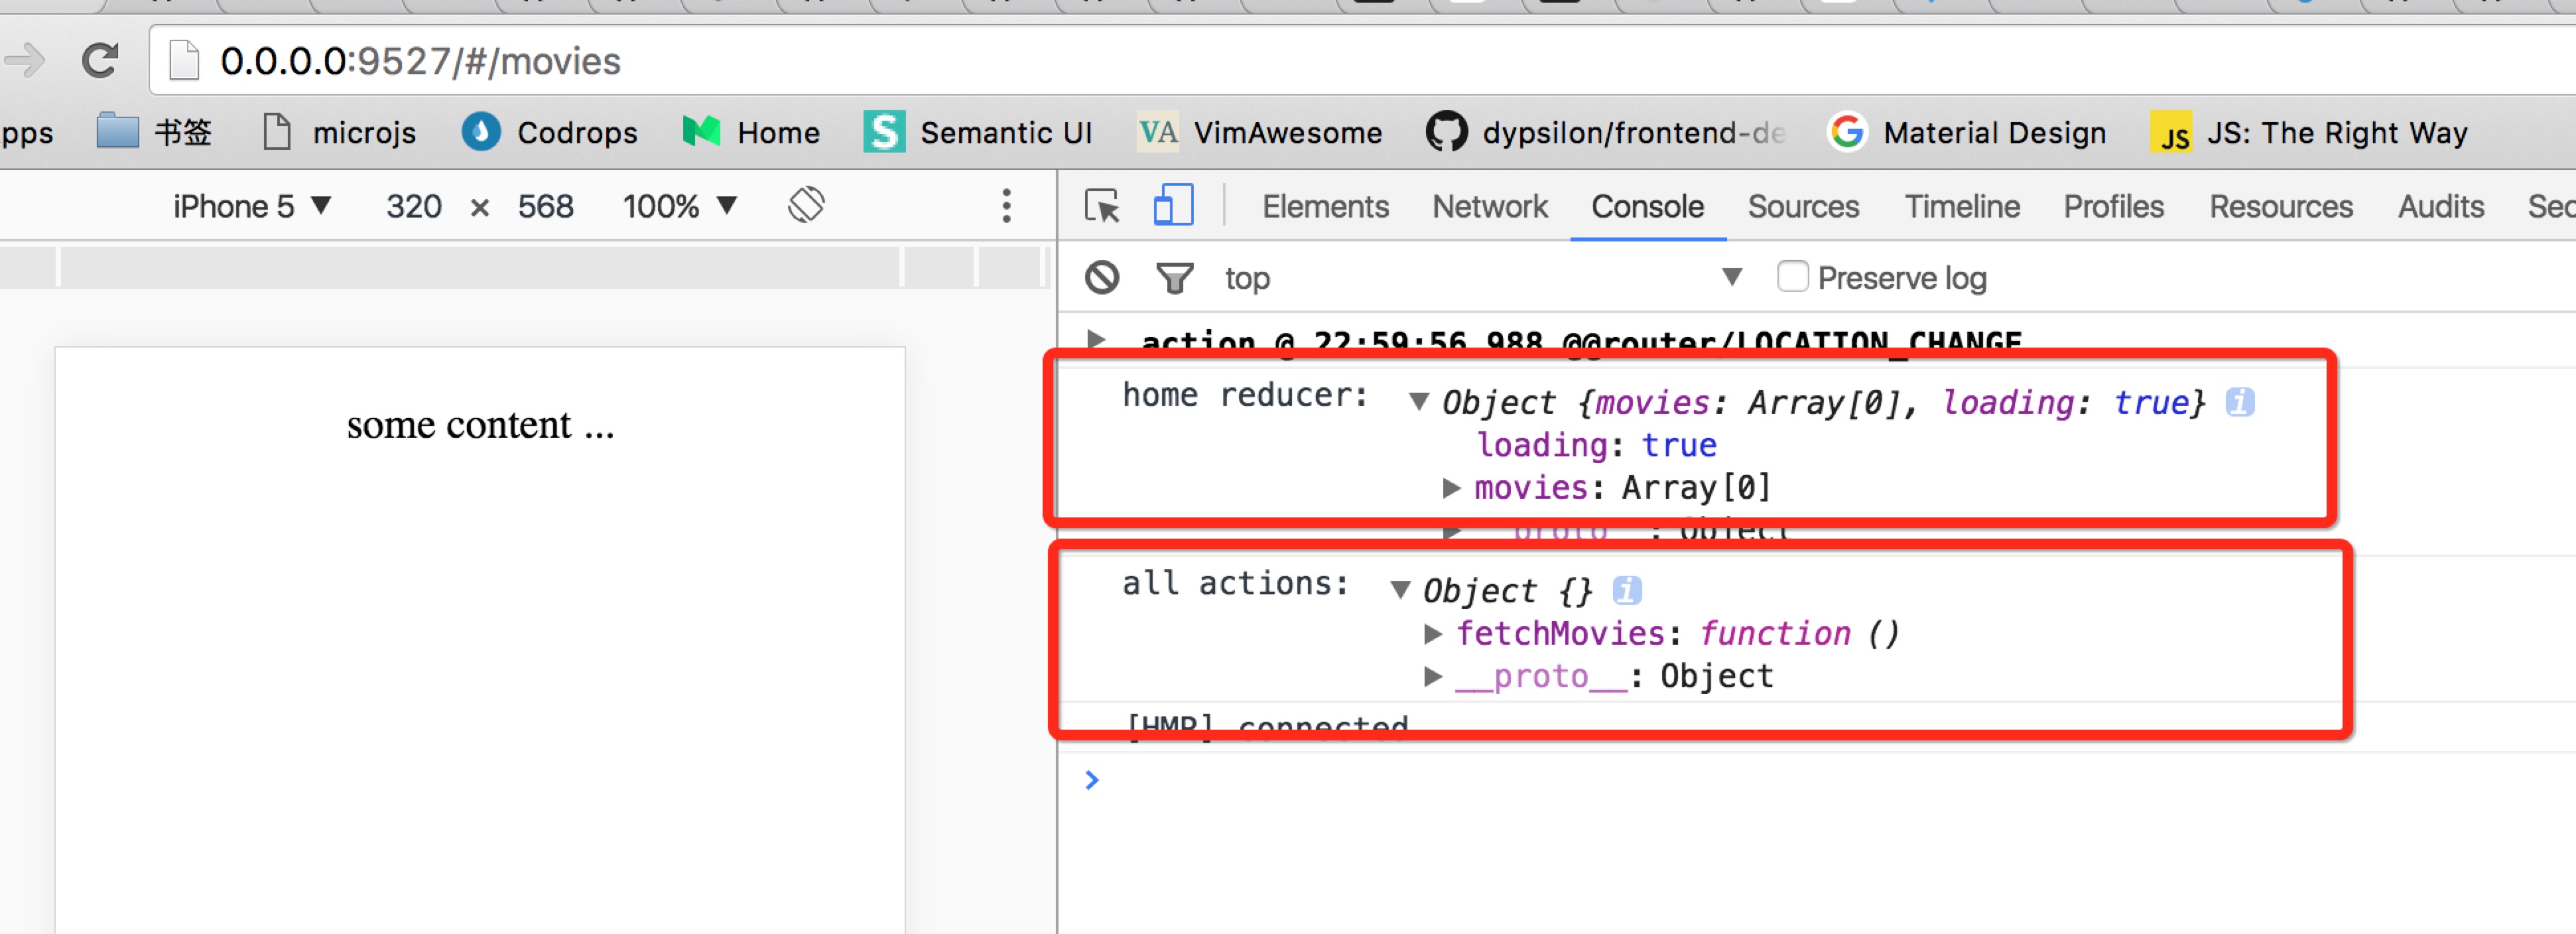 0.0.0.0:9527/#/movies
pps 书签 microjs Codrops Home Semantic UI VA VimAwesome dypsilon/frontend-de Material Design JS JS: The Right Way
iPhone 5 ▼ 320 × 568 100% ▼
Elements Network Console Sources Timeline Profiles Resources Audits Sec
top ▼ Preserve log
▶ action @ 22:59:56.988 @@router/LOCATION_CHANGE
some content ...
home reducer: ▼ Object {movies: Array[0], loading: true} i
loading: true
▶ movies: Array[0]
▶ __proto__: Object
all actions: ▼ Object {} i
▶ fetchMovies: function ()
▶ __proto__: Object
[HMR] connected
>